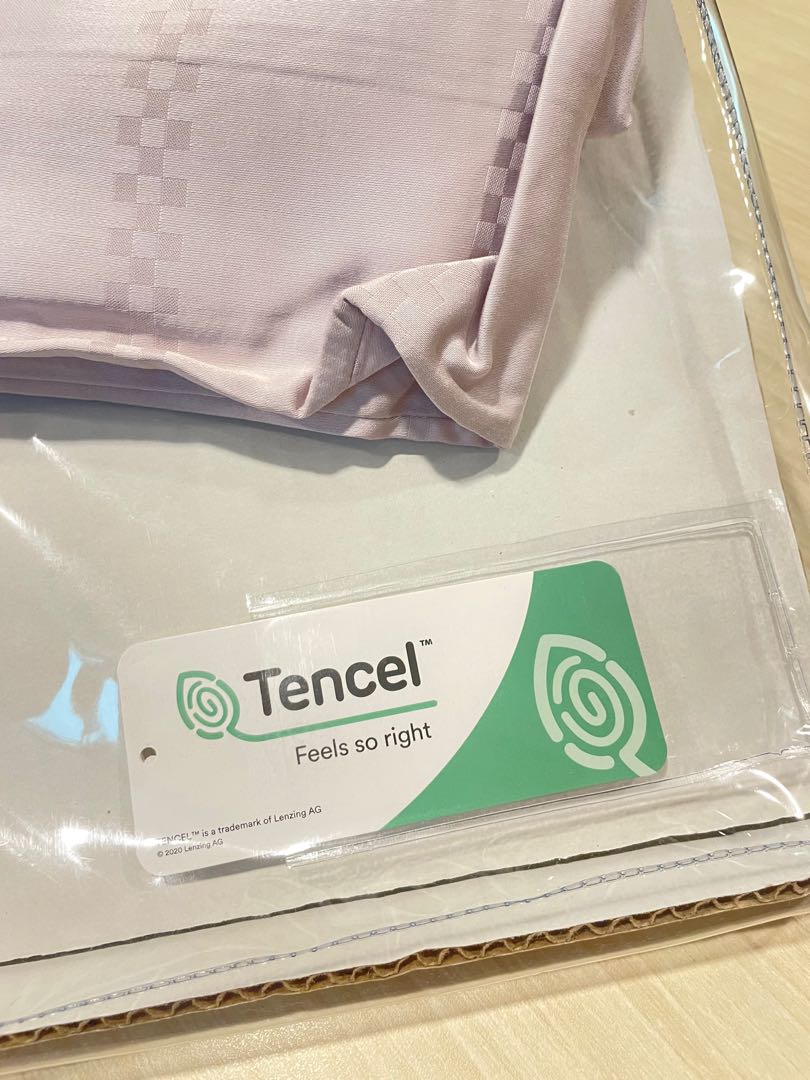 Tencel™
Feels so right
TENCEL™ is a trademark of Lenzing AG
© 2020 Lenzing AG